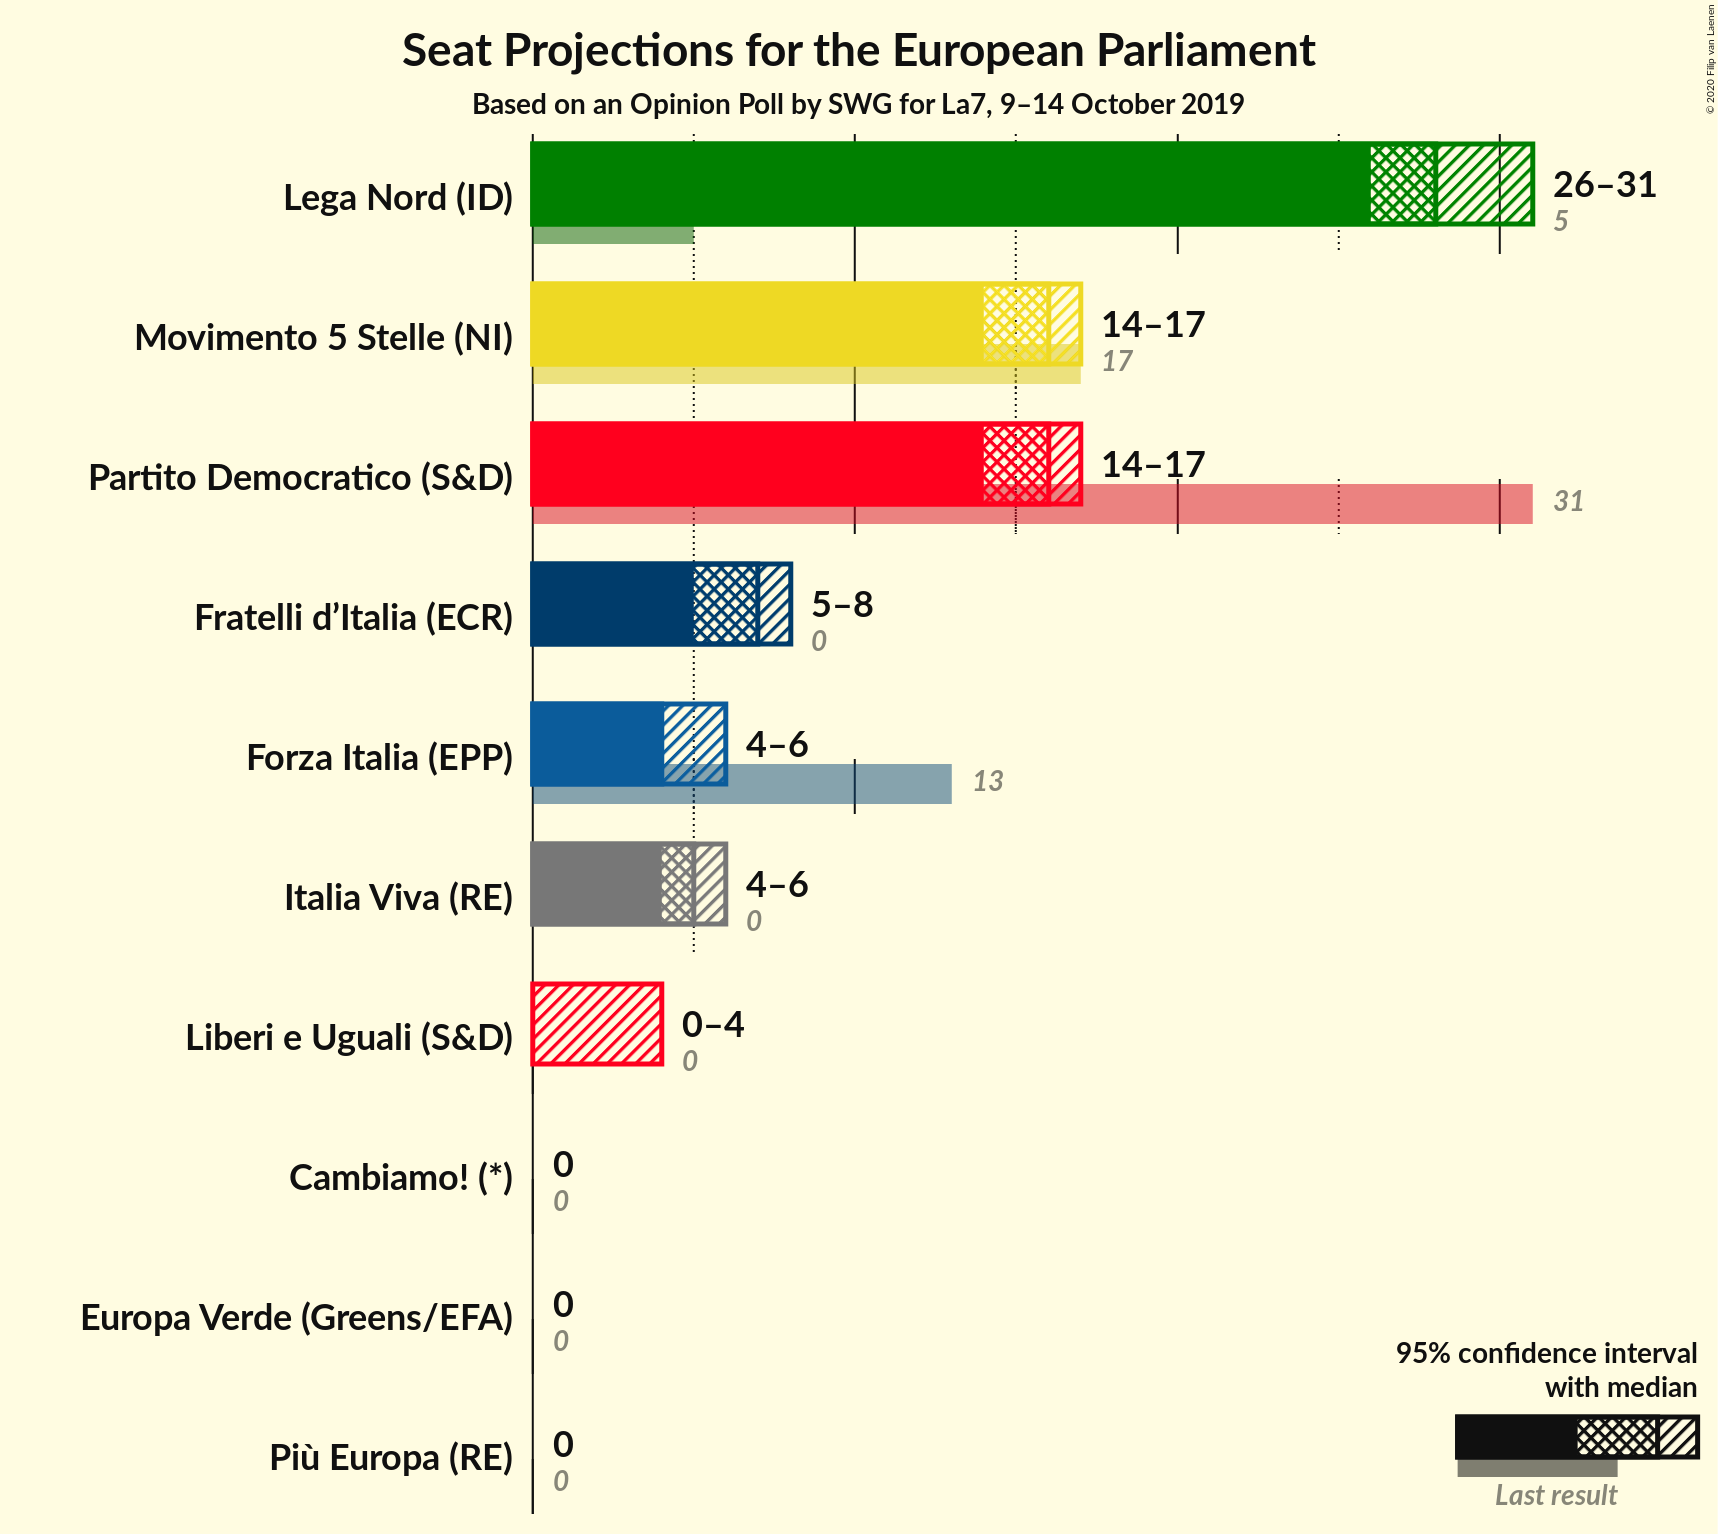 Seat Projections for the European Parliament
Based on an Opinion Poll by SWG for La7, 9–14 October 2019
© 2020 Filip van Laenen
Lega Nord (ID)
26–31
5
Movimento 5 Stelle (NI)
14–17
17
Partito Democratico (S&D)
14–17
31
Fratelli d’Italia (ECR)
5–8
0
Forza Italia (EPP)
4–6
13
Italia Viva (RE)
4–6
0
Liberi e Uguali (S&D)
0–4
0
Cambiamo! (*)
0
0
Europa Verde (Greens/EFA)
0
0
Più Europa (RE)
0
0
95% confidence interval
with median
Last result